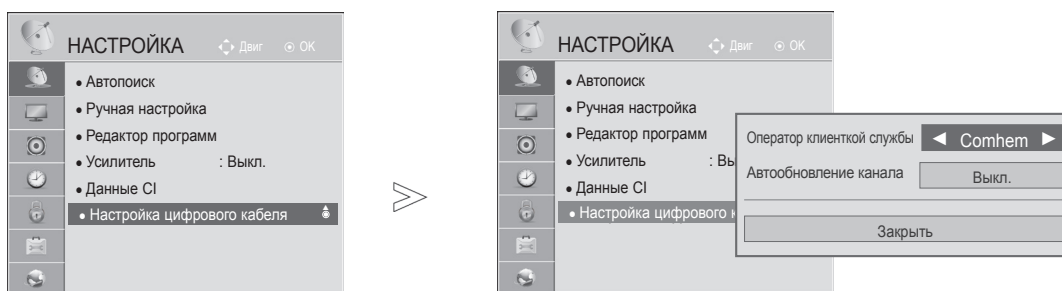 НАСТРОЙКА Двиг OK
• Автопоиск
• Ручная настройка
• Редактор программ
• Усилитель : Выкл.
• Данные CI
• Настройка цифрового кабеля
НАСТРОЙКА Двиг OK
• Автопоиск
• Ручная настройка
• Редактор программ
• Усилитель : Вы
• Данные CI
• Настройка цифрового к
Оператор клиенткой службы ◄ Comhem ►
Автообновление канала Выкл.
Закрыть